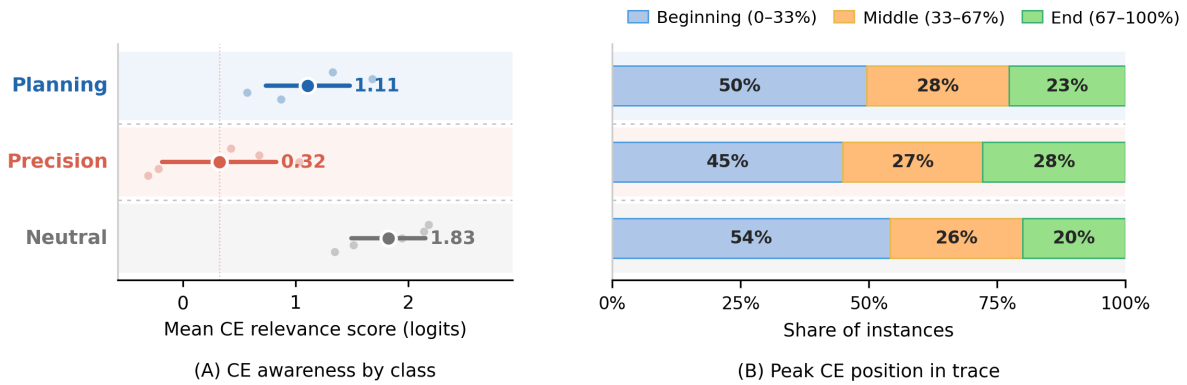 Beginning (0–33%) Middle (33–67%) End (67–100%)
Planning
1.11
Precision
0.32
Neutral
1.83
0 1 2
Mean CE relevance score (logits)
(A) CE awareness by class
50% 28% 23%
45% 27% 28%
54% 26% 20%
0% 25% 50% 75% 100%
Share of instances
(B) Peak CE position in trace